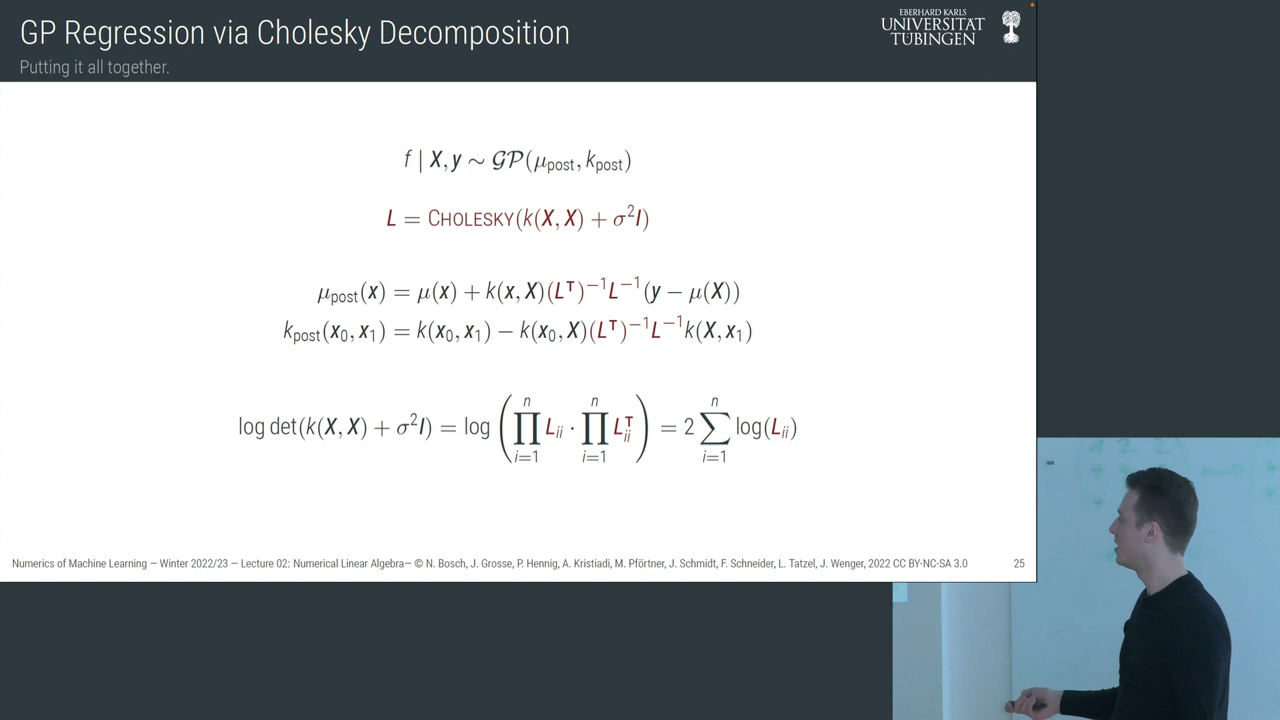 GP Regression via Cholesky Decomposition
Putting it all together.
EBERHARD KARLS
UNIVERSITÄT
TÜBINGEN
f | X, y ∼ 𝒢𝒫(μ_post, k_post)
L = CHOLESKY(k(X, X) + σ²I)
μ_post(x) = μ(x) + k(x, X)(L^⊤)⁻¹L⁻¹(y − μ(X))
k_post(x₀, x₁) = k(x₀, x₁) − k(x₀, X)(L^⊤)⁻¹L⁻¹k(X, x₁)
log det(k(X, X) + σ²I) = log (∏_{i=1}^{n} L_ii · ∏_{i=1}^{n} L_ii^⊤) = 2 ∑_{i=1}^{n} log(L_ii)
Numerics of Machine Learning — Winter 2022/23 — Lecture 02: Numerical Linear Algebra— © N. Bosch, J. Grosse, P. Hennig, A. Kristiadi, M. Pförtner, J. Schmidt, F. Schneider, L. Tatzel, J. Wenger, 2022 CC BY-NC-SA 3.0
25